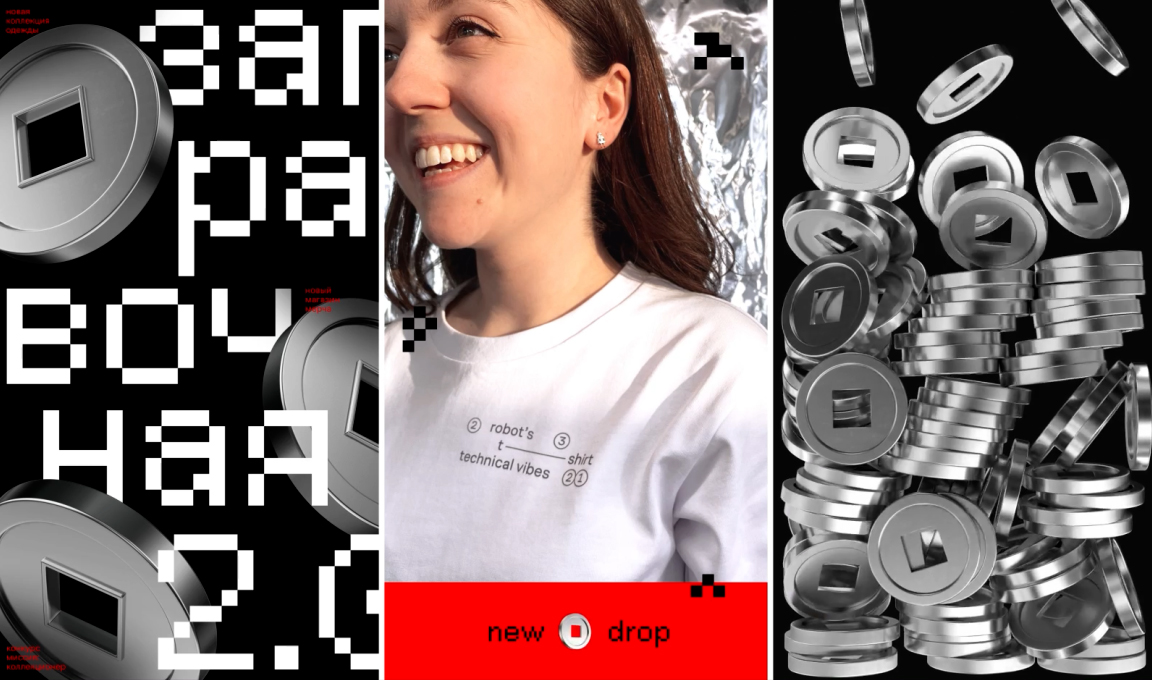 новая
коллекция
одежды
зап
ра
воч
ная
2.0
новый
магазин
мерча
конкурс
миссия
коллекционер
② robot's ③
t — shirt
technical vibes ②①
new drop